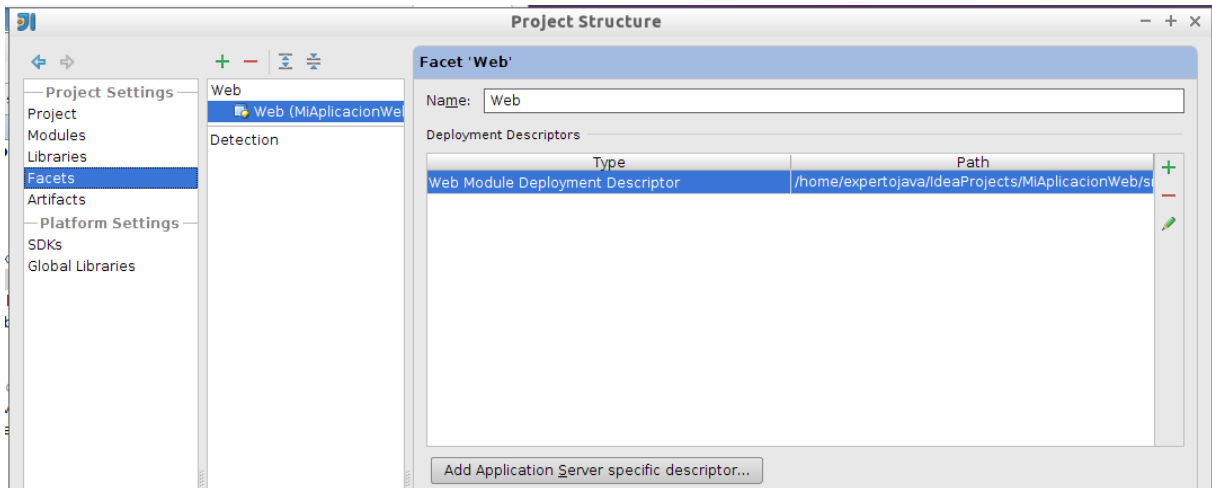 Project Structure
Facet 'Web'
Project Settings
Project
Modules
Libraries
Facets
Artifacts
Platform Settings
SDKs
Global Libraries
Web
Web (MiAplicacionWe
Detection
Name: Web
Deployment Descriptors
Type Path
Web Module Deployment Descriptor /home/expertojava/IdeaProjects/MiAplicacionWeb/s
Add Application Server specific descriptor...